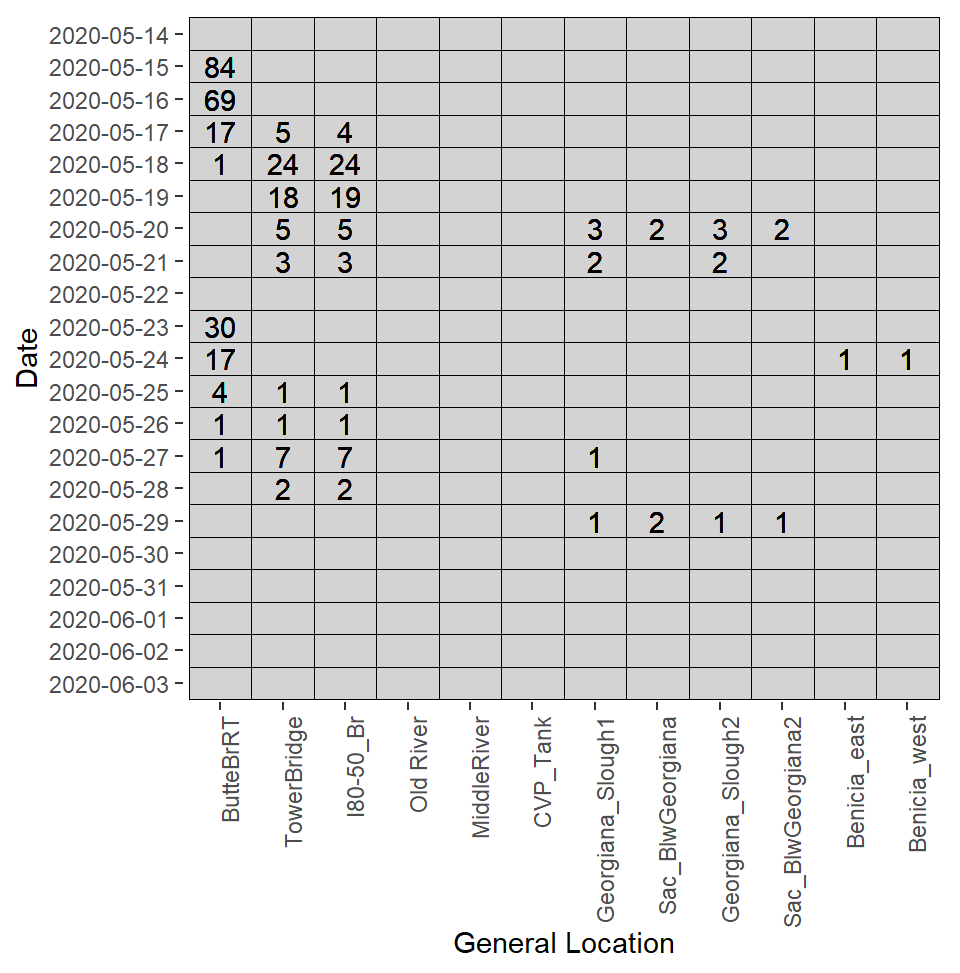 2020-05-14
2020-05-15 84
2020-05-16 69
2020-05-17 17 5 4
2020-05-18 1 24 24
2020-05-19 18 19
2020-05-20 5 5 3 2 3 2
2020-05-21 3 3 2 2
2020-05-22
2020-05-23 30
2020-05-24 17 1 1
2020-05-25 4 1 1
2020-05-26 1 1 1
2020-05-27 1 7 7 1
2020-05-28 2 2
2020-05-29 1 2 1 1
2020-05-30
2020-05-31
2020-06-01
2020-06-02
2020-06-03
Date
ButteBrRT
TowerBridge
I80-50_Br
Old River
MiddleRiver
CVP_Tank
Georgiana_Slough1
Sac_BlwGeorgiana
Georgiana_Slough2
Sac_BlwGeorgiana2
Benicia_east
Benicia_west
General Location